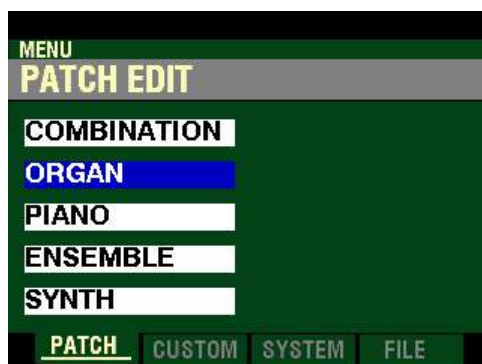 MENU
PATCH EDIT
COMBINATION
ORGAN
PIANO
ENSEMBLE
SYNTH
PATCH CUSTOM SYSTEM FILE